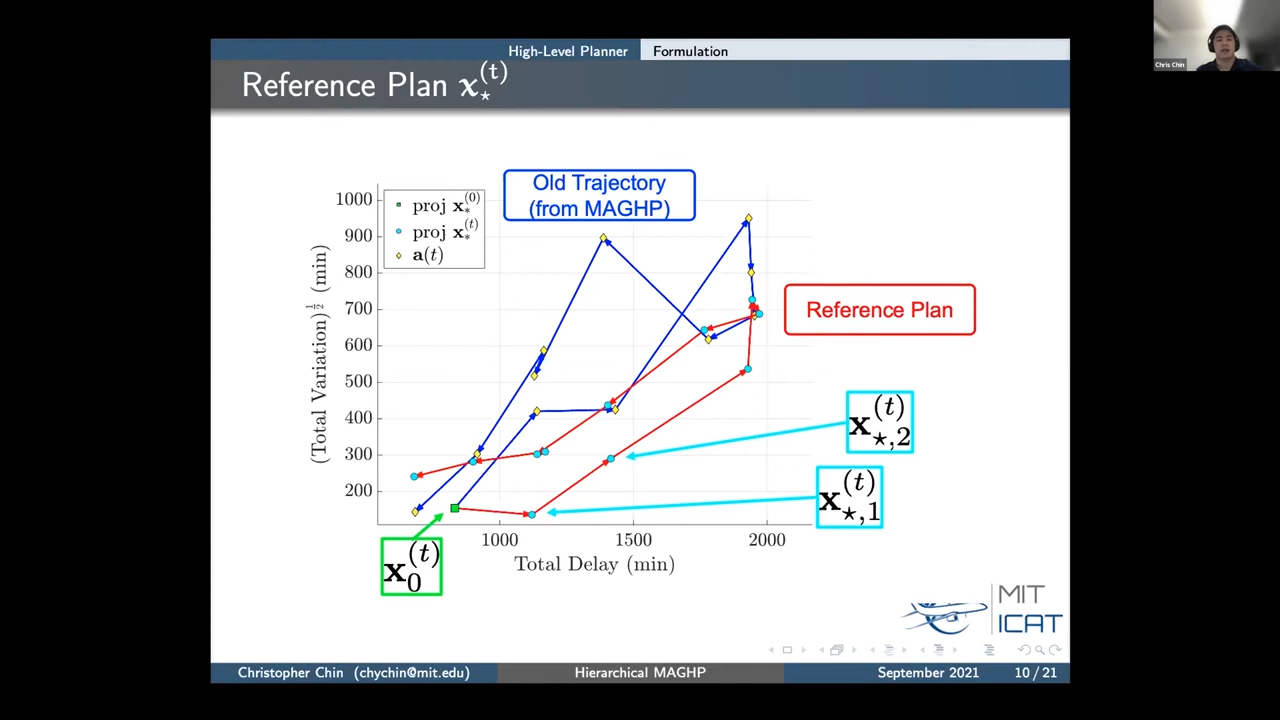 High-Level Planner Formulation
Reference Plan x⋆^(t)
Chris Chin
Old Trajectory
(from MAGHP)
proj x∗^(0)
proj x∗^(t)
a(t)
Reference Plan
(Total Variation)^½ (min)
1000
900
800
700
600
500
400
300
200
x⋆,2^(t)
x⋆,1^(t)
x0^(t)
1000 1500 2000
Total Delay (min)
MIT
ICAT
Christopher Chin (chychin@mit.edu) Hierarchical MAGHP September 2021 10 / 21